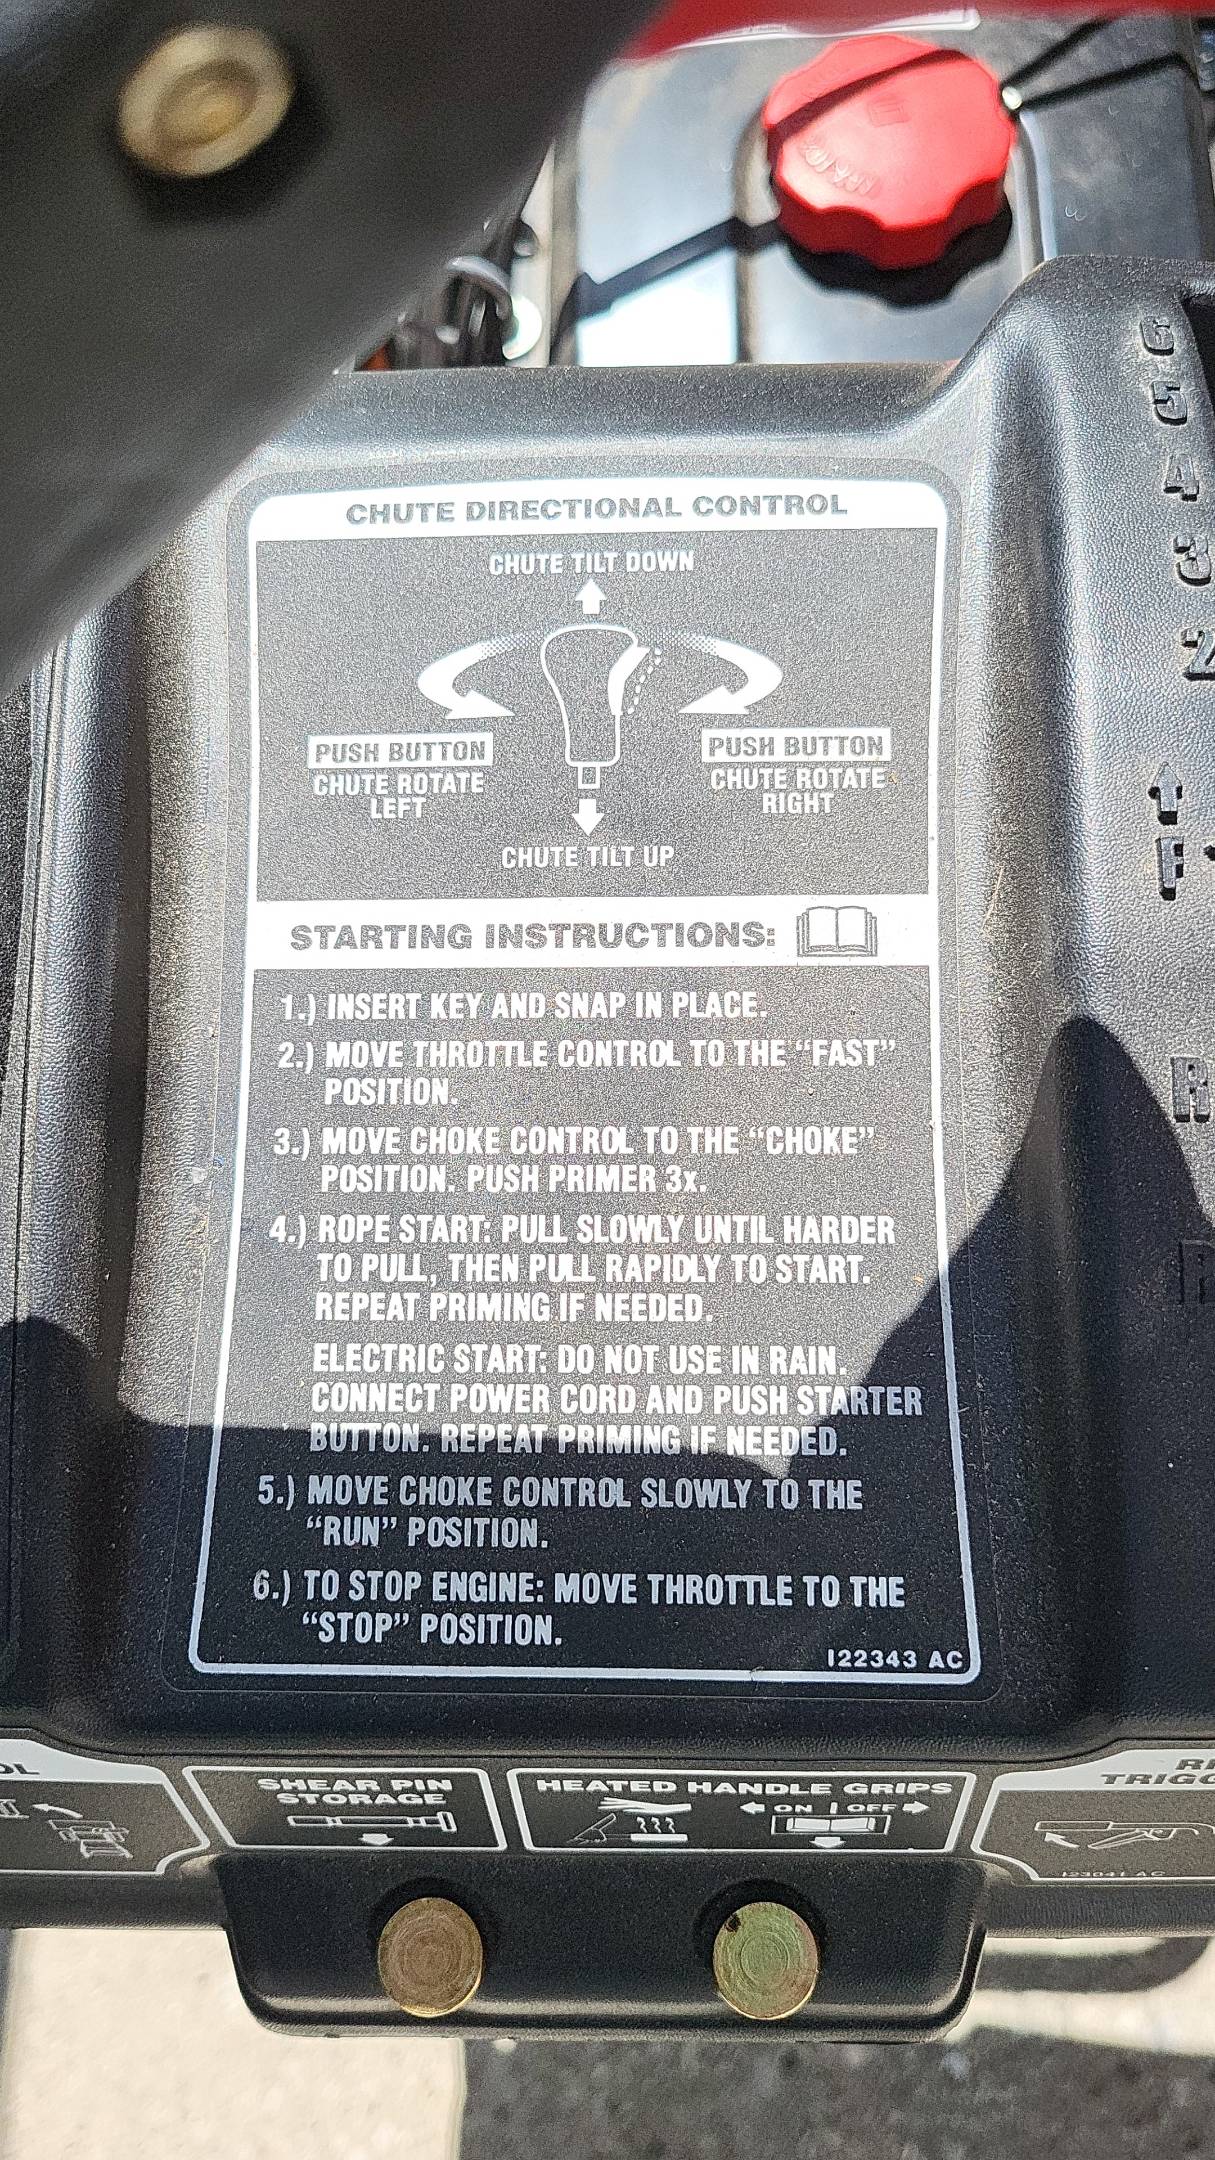 6
5
4
3
2
F
R
R
CHUTE DIRECTIONAL CONTROL
CHUTE TILT DOWN
PUSH BUTTON
CHUTE ROTATE
LEFT
PUSH BUTTON
CHUTE ROTATE
RIGHT
CHUTE TILT UP
STARTING INSTRUCTIONS:
1.) INSERT KEY AND SNAP IN PLACE.
2.) MOVE THROTTLE CONTROL TO THE “FAST”
POSITION.
3.) MOVE CHOKE CONTROL TO THE “CHOKE”
POSITION. PUSH PRIMER 3x.
4.) ROPE START: PULL SLOWLY UNTIL HARDER
TO PULL, THEN PULL RAPIDLY TO START.
REPEAT PRIMING IF NEEDED.
ELECTRIC START: DO NOT USE IN RAIN.
CONNECT POWER CORD AND PUSH STARTER
BUTTON. REPEAT PRIMING IF NEEDED.
5.) MOVE CHOKE CONTROL SLOWLY TO THE
“RUN” POSITION.
6.) TO STOP ENGINE: MOVE THROTTLE TO THE
“STOP” POSITION.
122343 AC
SHEAR PIN
STORAGE
HEATED HANDLE GRIPS
ON | OFF
123041 AC